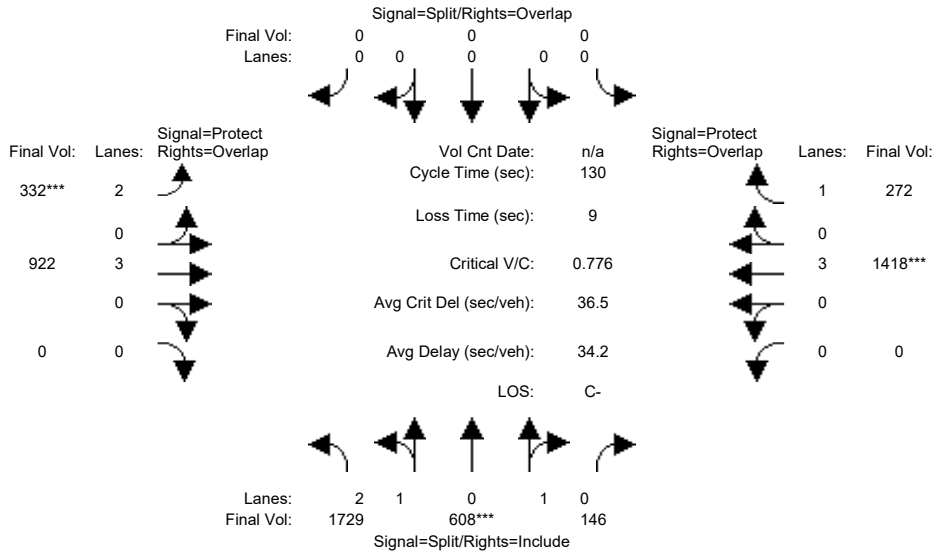 Signal=Split/Rights=Overlap
Final Vol: 0 0 0
Lanes: 0 0 0 0 0
Signal=Protect Signal=Protect
Final Vol: Lanes: Rights=Overlap Vol Cnt Date: n/a Rights=Overlap Lanes: Final Vol:
Cycle Time (sec): 130
332*** 2 1 272
Loss Time (sec): 9
0 0
922 3 Critical V/C: 0.776 3 1418***
0 Avg Crit Del (sec/veh): 36.5 0
0 0 Avg Delay (sec/veh): 34.2 0 0
LOS: C-
Lanes: 2 1 0 1 0
Final Vol: 1729 608*** 146
Signal=Split/Rights=Include